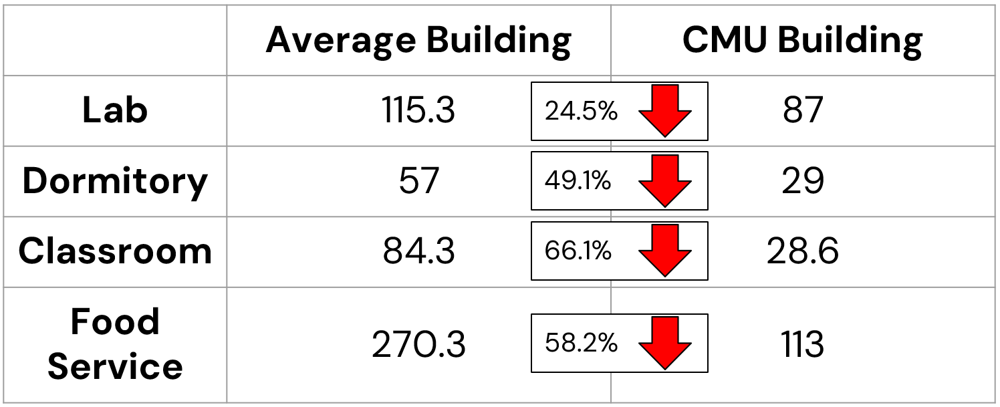 Average Building CMU Building
Lab 115.3 24.5% 87
Dormitory 57 49.1% 29
Classroom 84.3 66.1% 28.6
Food
Service 270.3 58.2% 113